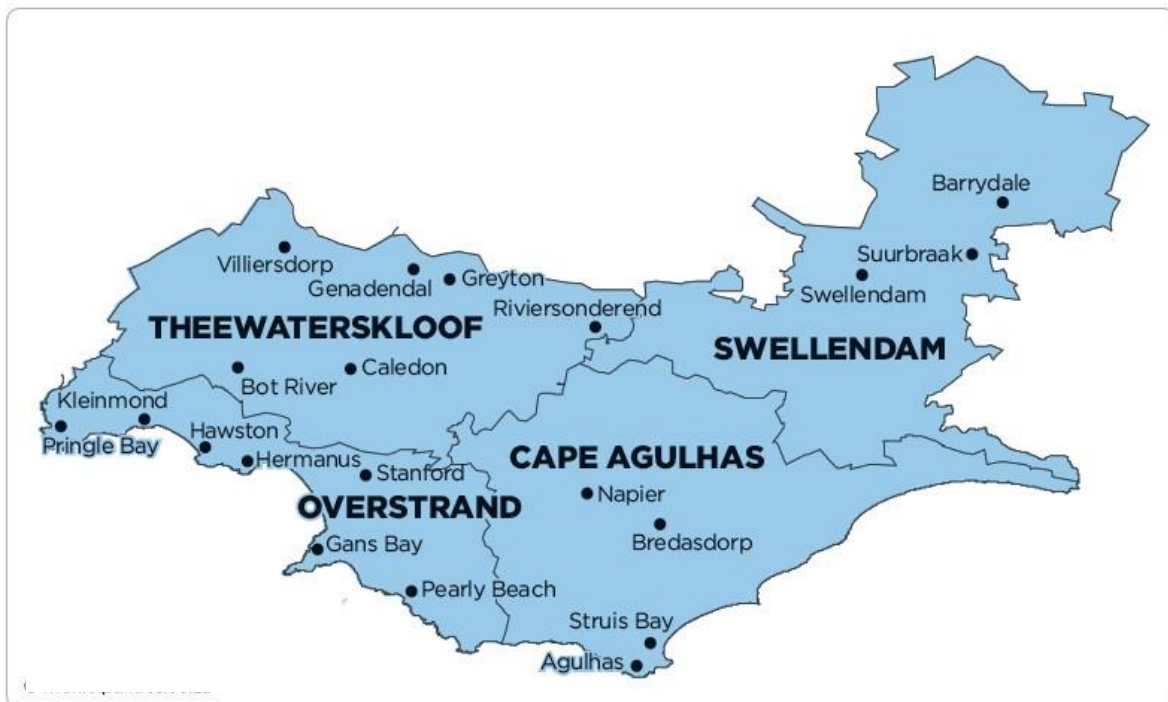 Barrydale
Suurbraak
Swellendam
Villiersdorp
Genadendal
Greyton
Riviersonderend
THEEWATERSKLOOF
SWELLENDAM
Caledon
Bot River
Kleinmond
Pringle Bay
Hawston
Hermanus
Stanford
CAPE AGULHAS
Napier
OVERSTRAND
Bredasdorp
Gans Bay
Pearly Beach
Struis Bay
Agulhas